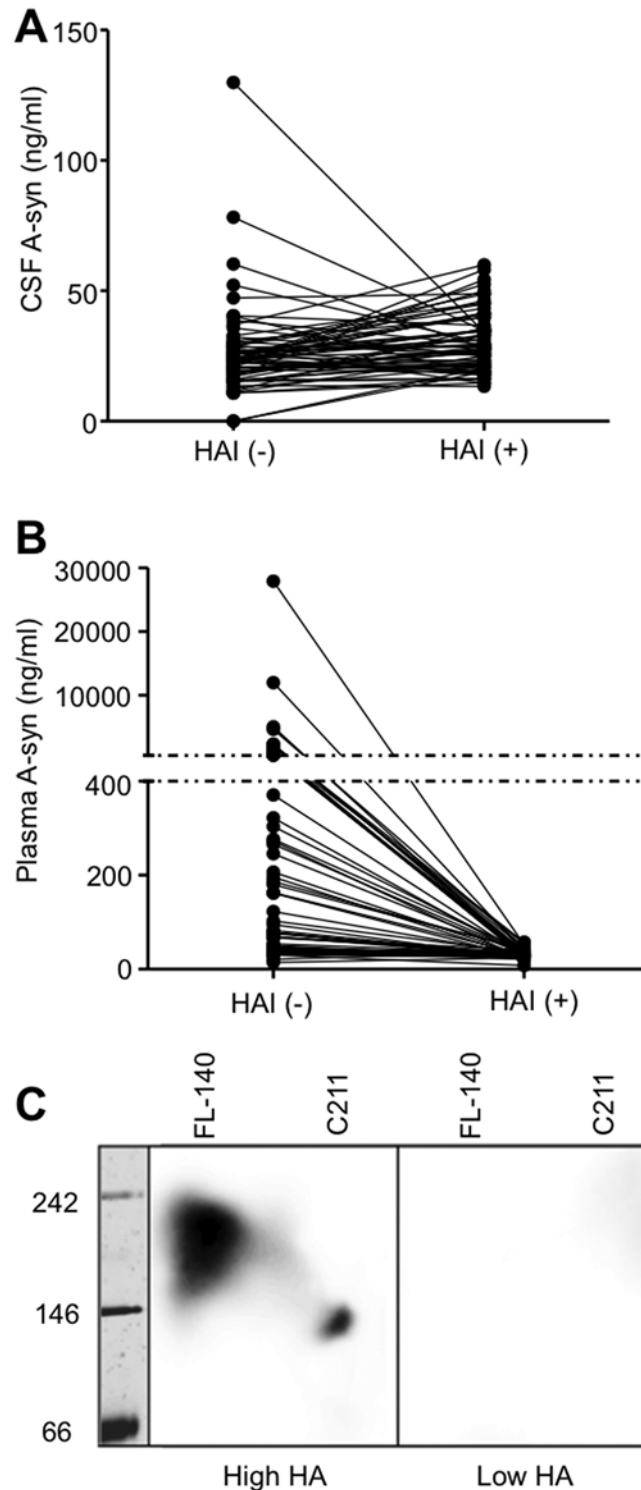 A
CSF A-syn (ng/ml)
150
100
50
0
HAI (-) HAI (+)
B
Plasma A-syn (ng/ml)
30000
20000
10000
400
200
0
HAI (-) HAI (+)
C
FL-140 C211 FL-140 C211
242
146
66
High HA Low HA